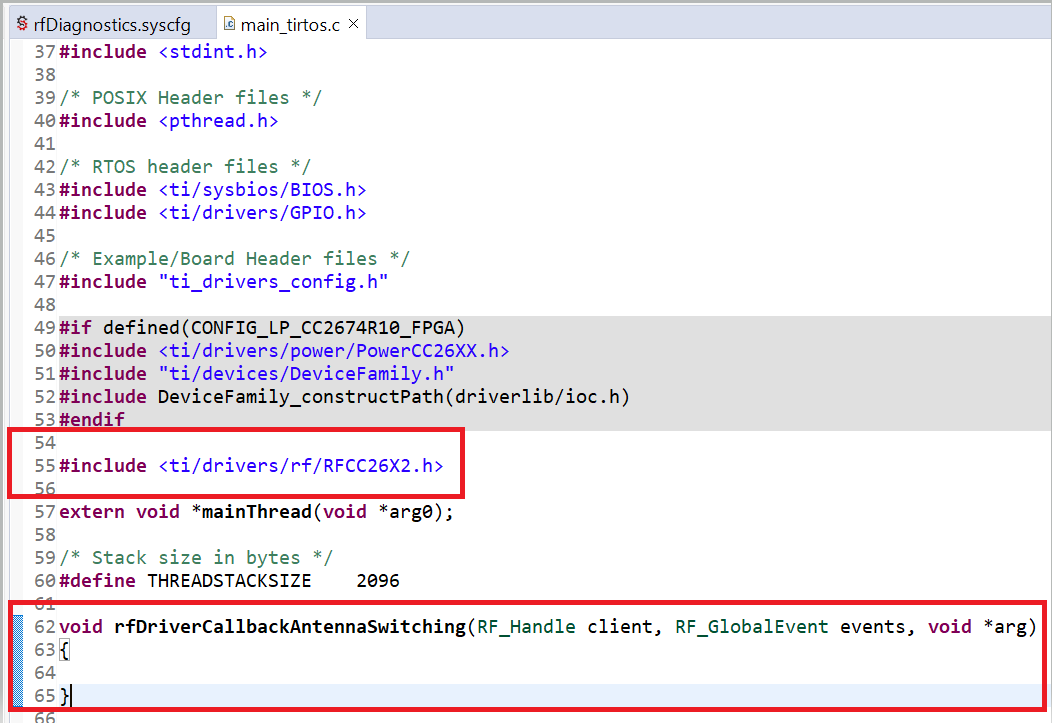 rfDiagnostics.syscfg main_tirtos.c
37 #include <stdint.h>
38
39 /* POSIX Header files */
40 #include <pthread.h>
41
42 /* RTOS header files */
43 #include <ti/sysbios/BIOS.h>
44 #include <ti/drivers/GPIO.h>
45
46 /* Example/Board Header files */
47 #include "ti_drivers_config.h"
48
49 #if defined(CONFIG_LP_CC2674R10_FPGA)
50 #include <ti/drivers/power/PowerCC26XX.h>
51 #include "ti/devices/DeviceFamily.h"
52 #include DeviceFamily_constructPath(driverlib/ioc.h)
53 #endif
54
55 #include <ti/drivers/rf/RFCC26X2.h>
56
57 extern void *mainThread(void *arg0);
58
59 /* Stack size in bytes */
60 #define THREADSTACKSIZE    2096
61
62 void rfDriverCallbackAntennaSwitching(RF_Handle client, RF_GlobalEvent events, void *arg)
63 {
64
65 }
66